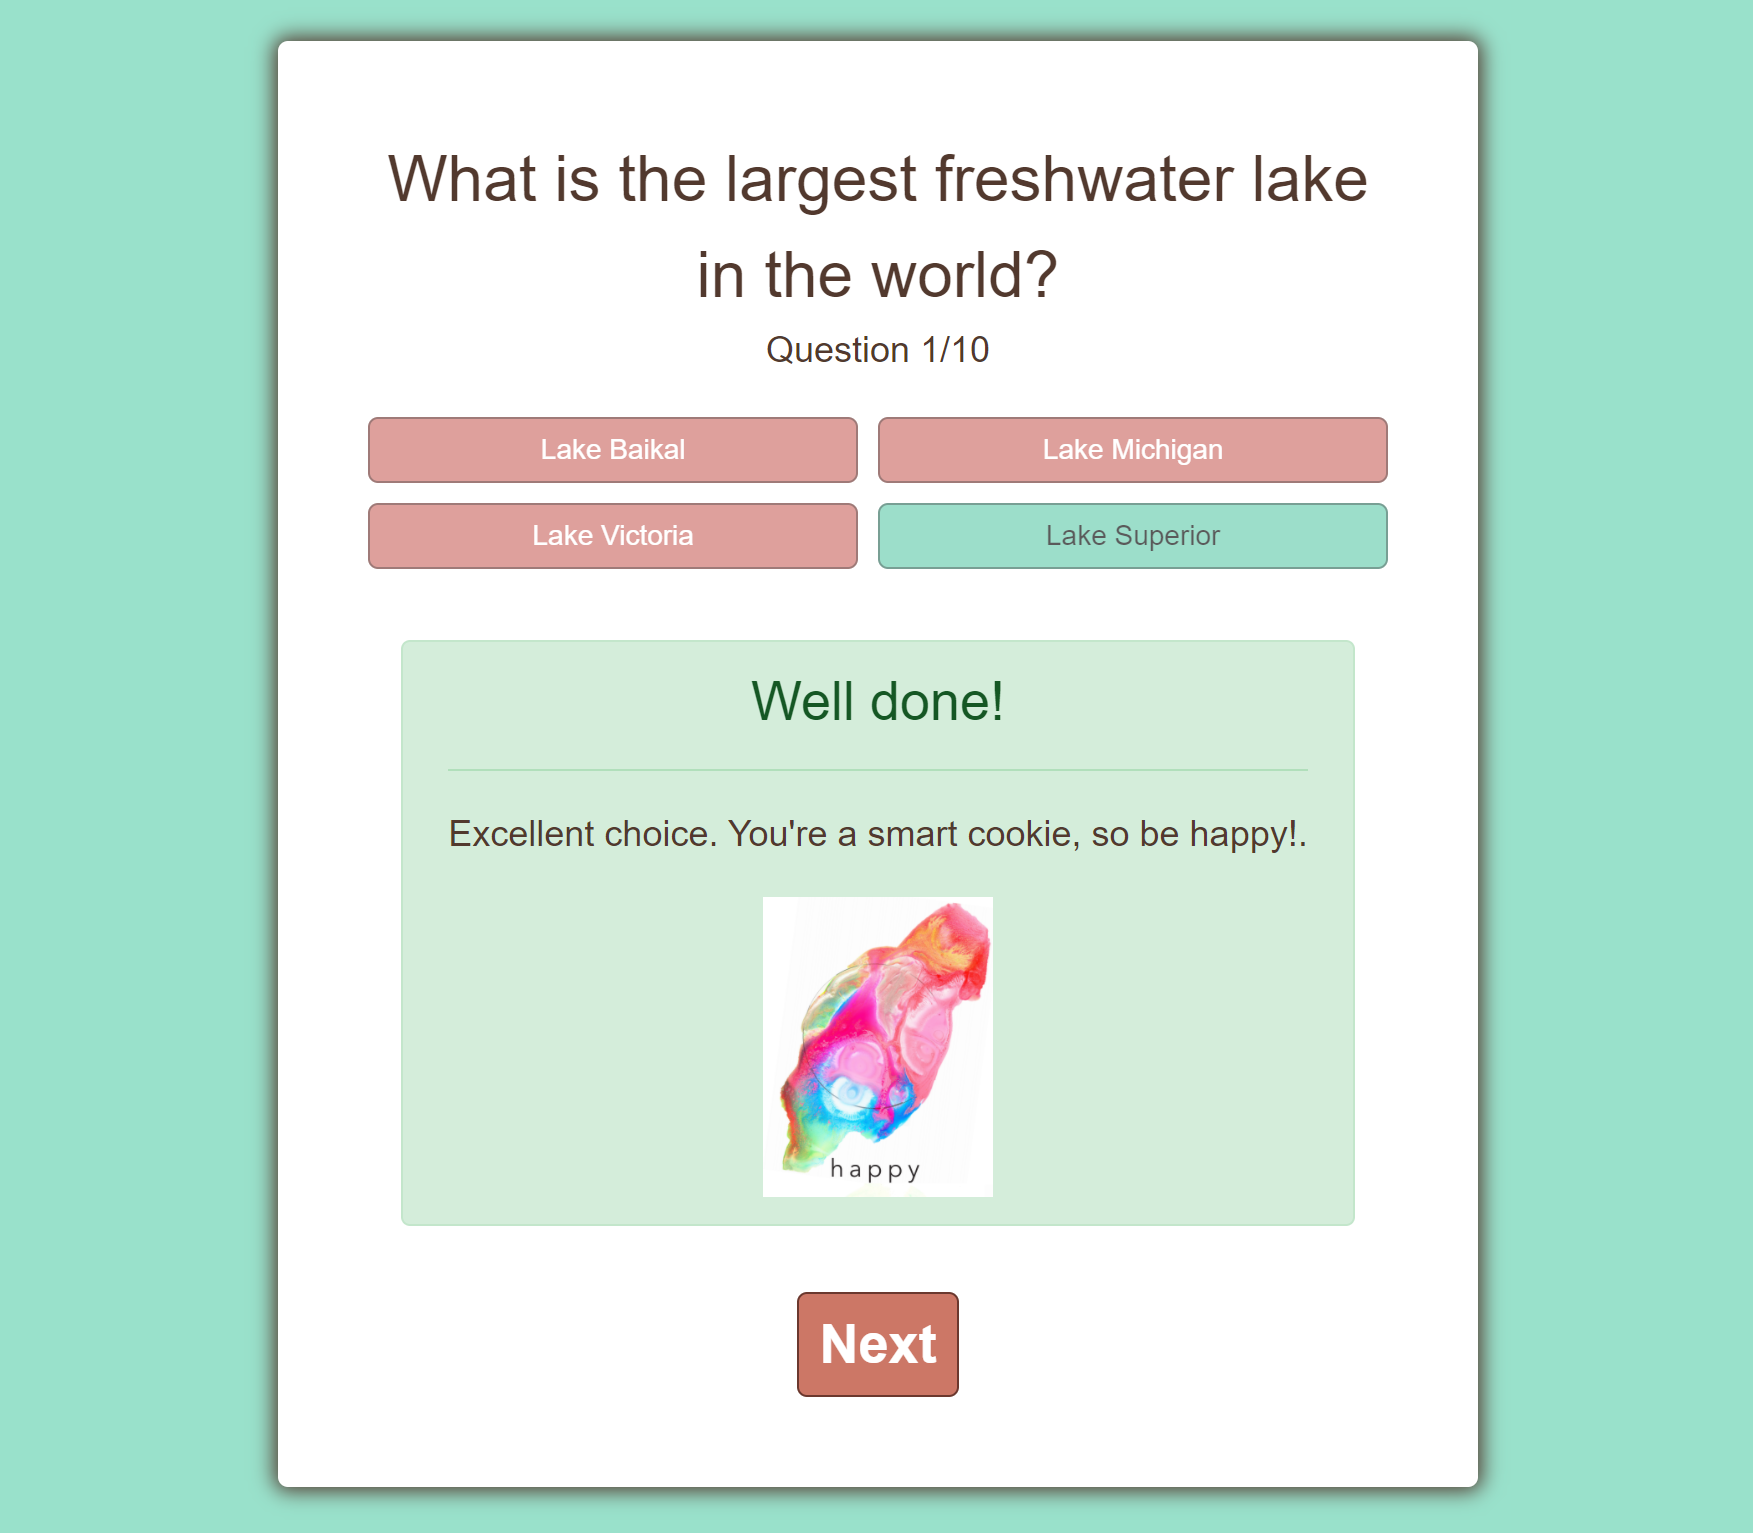 What is the largest freshwater lake
in the world?
Question 1/10
Lake Baikal
Lake Michigan
Lake Victoria
Lake Superior
Well done!
Excellent choice. You're a smart cookie, so be happy!.
happy
Next